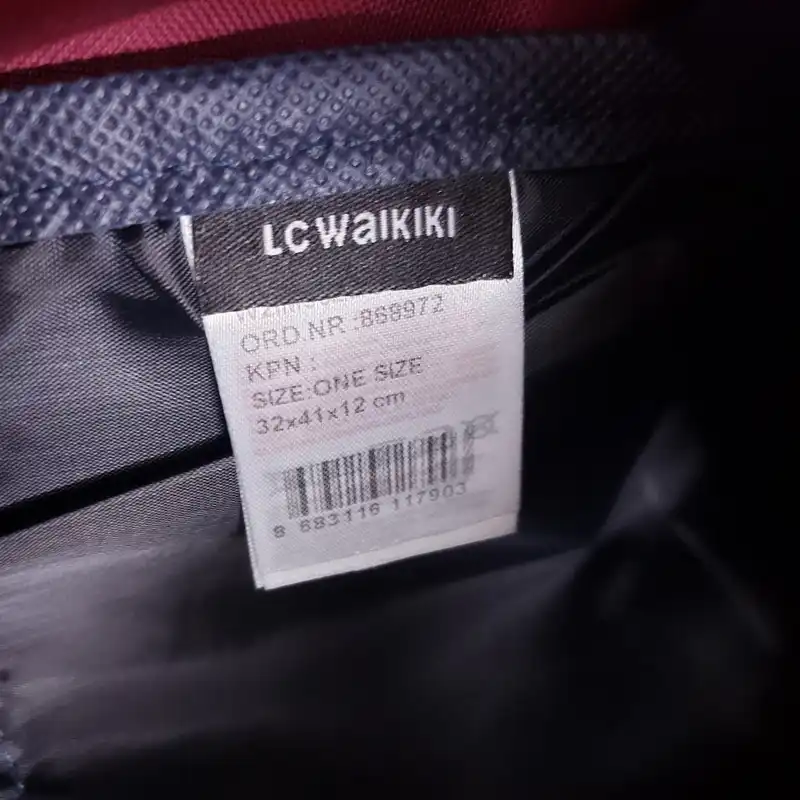 LC WAIKIKI
ORD.NR :868972
KPN :
SIZE:ONE SIZE
32x41x12 cm
8 683116 117903